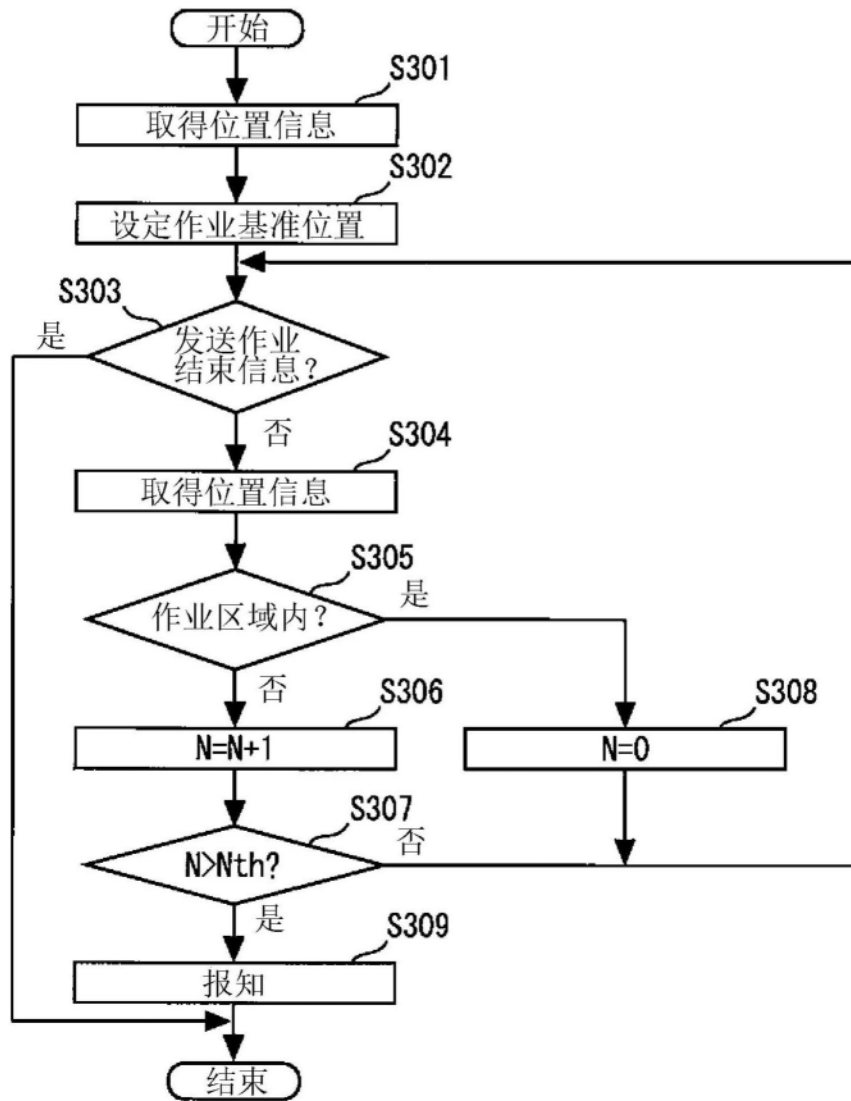 开始
S301
取得位置信息
S302
设定作业基准位置
S303
是
发送作业
结束信息?
否
S304
取得位置信息
S305
作业区域内?
是
否
S306
N=N+1
S308
N=0
S307
N>Nth?
否
是
S309
报知
结束